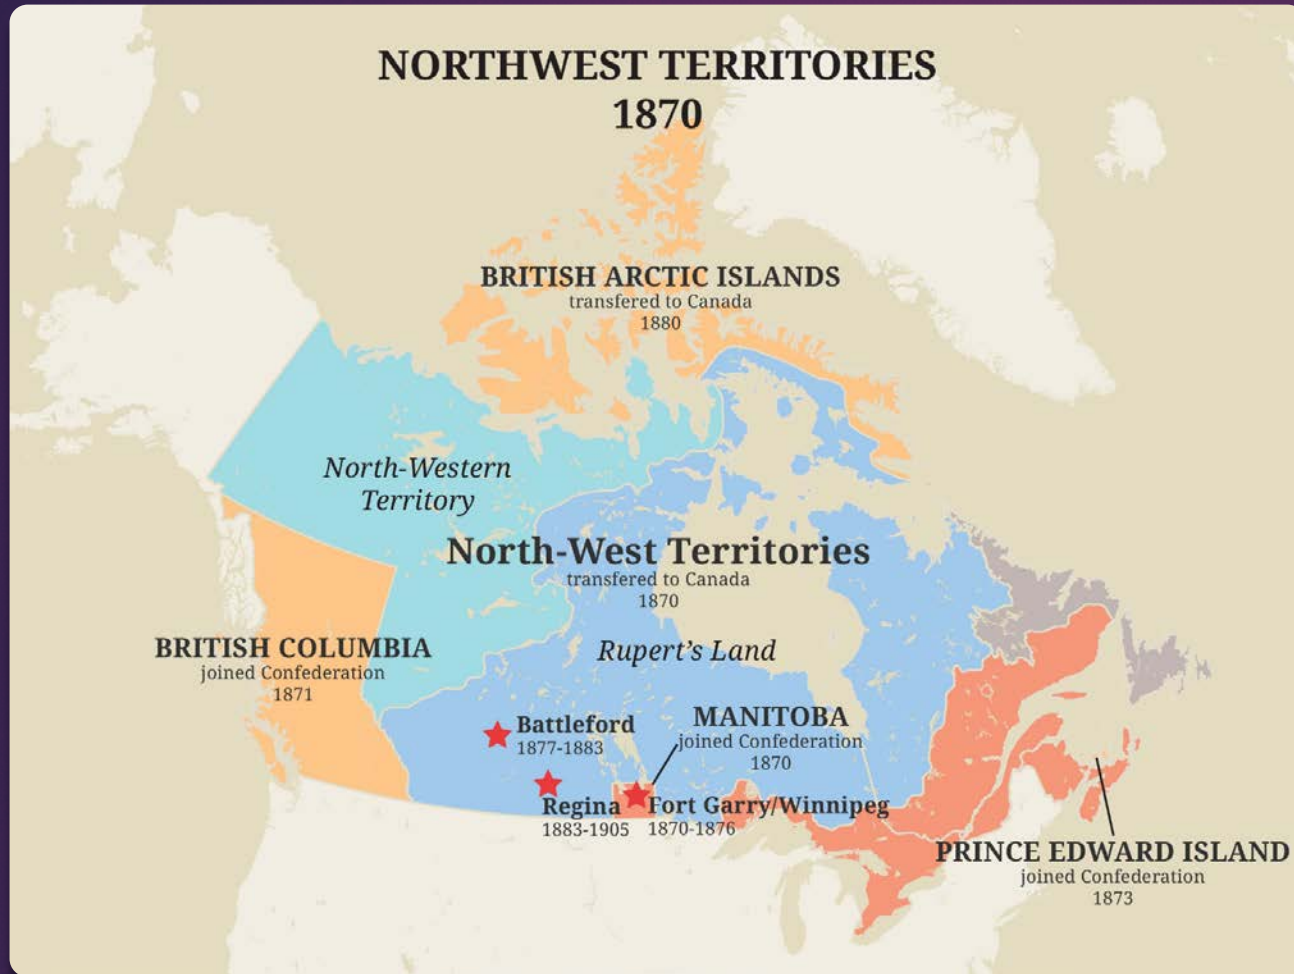 NORTHWEST TERRITORIES
1870
BRITISH ARCTIC ISLANDS
transfered to Canada
1880
North-Western
Territory
North-West Territories
transfered to Canada
1870
BRITISH COLUMBIA
joined Confederation
1871
Rupert's Land
Battleford
1877-1883
MANITOBA
joined Confederation
1870
Regina
1883-1905
Fort Garry/Winnipeg
1870-1876
PRINCE EDWARD ISLAND
joined Confederation
1873